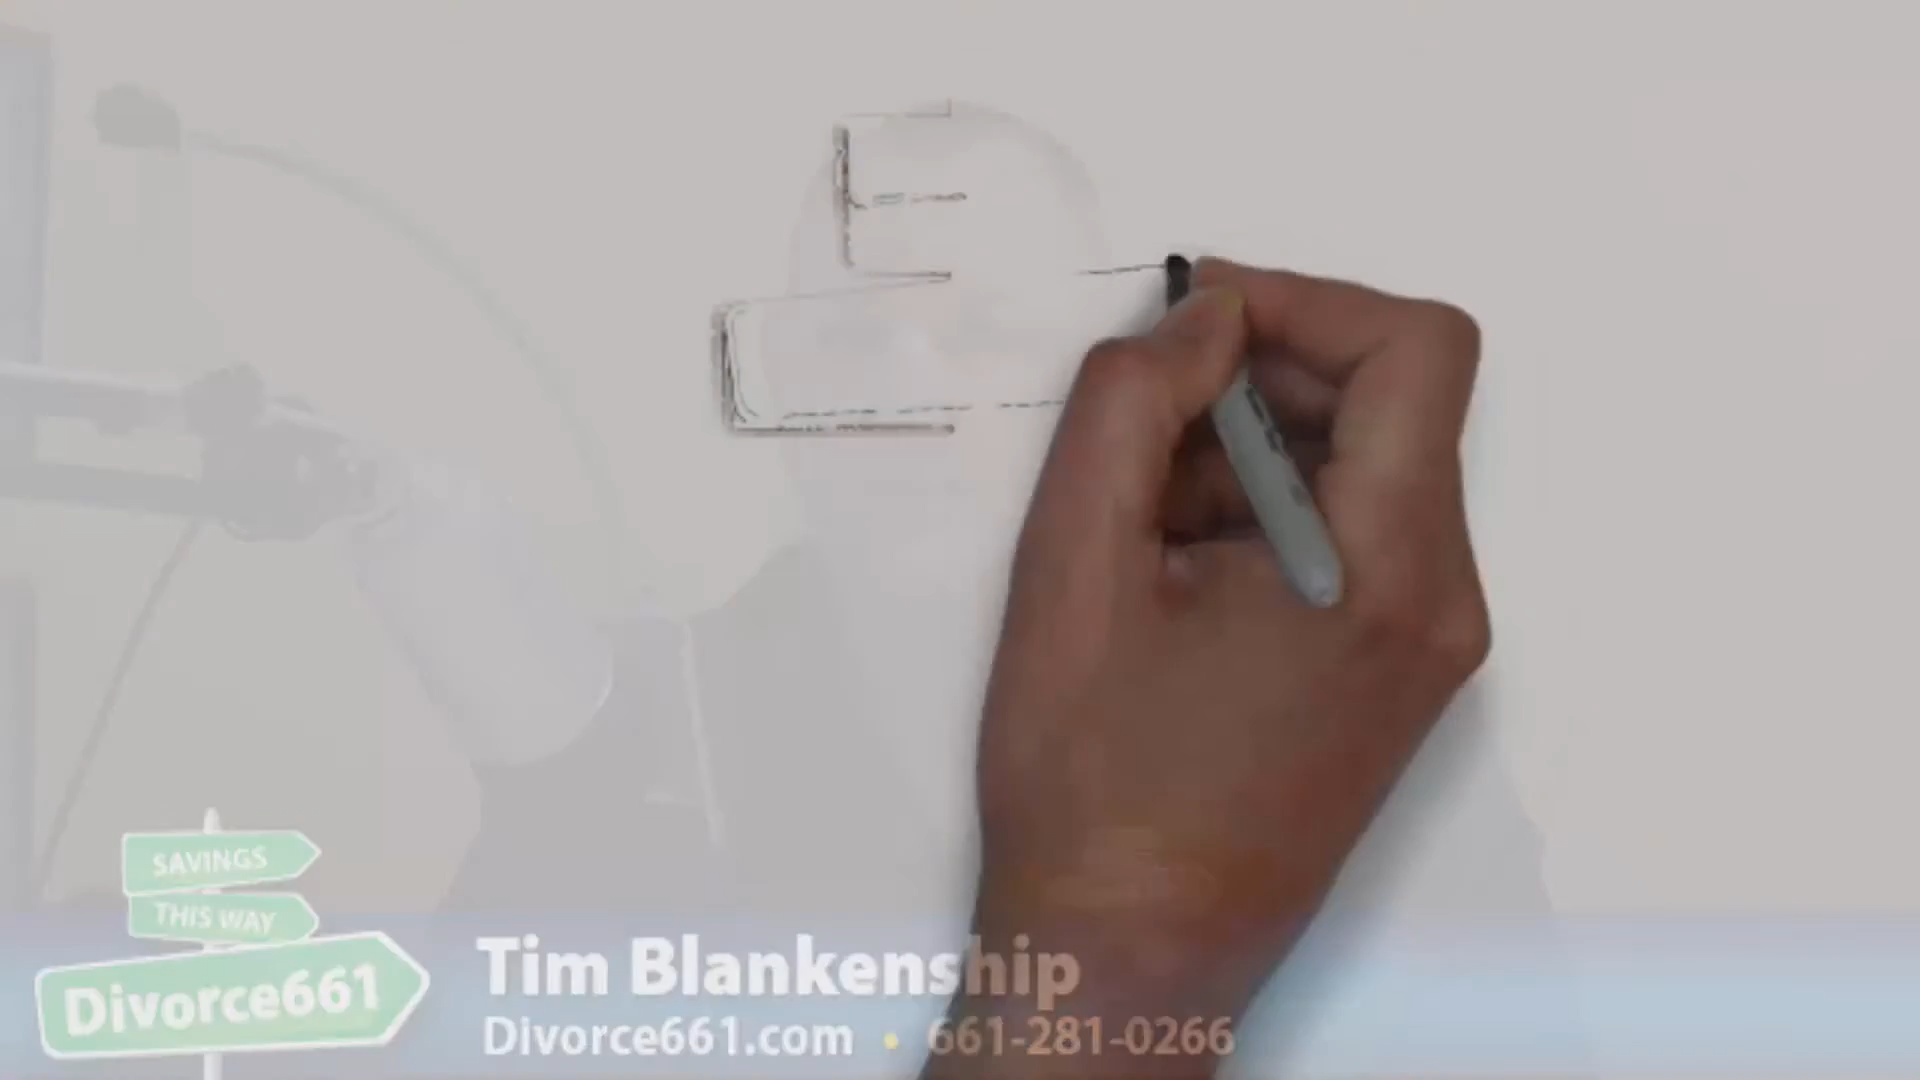 SAVINGS
THIS WAY
Divorce661
Tim Blankenship
Divorce661.com • 661-281-0266